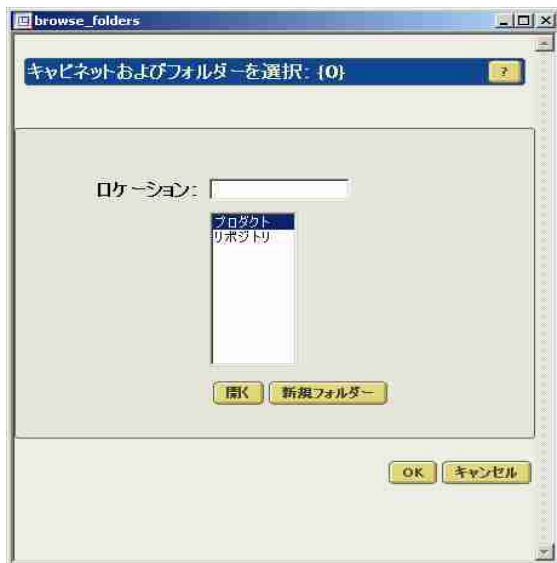 browse_folders
キャビネットおよびフォルダーを選択: {0}
?
ロケーション:
プロダクト
リポジトリ
開く 新規フォルダー
OK キャンセル